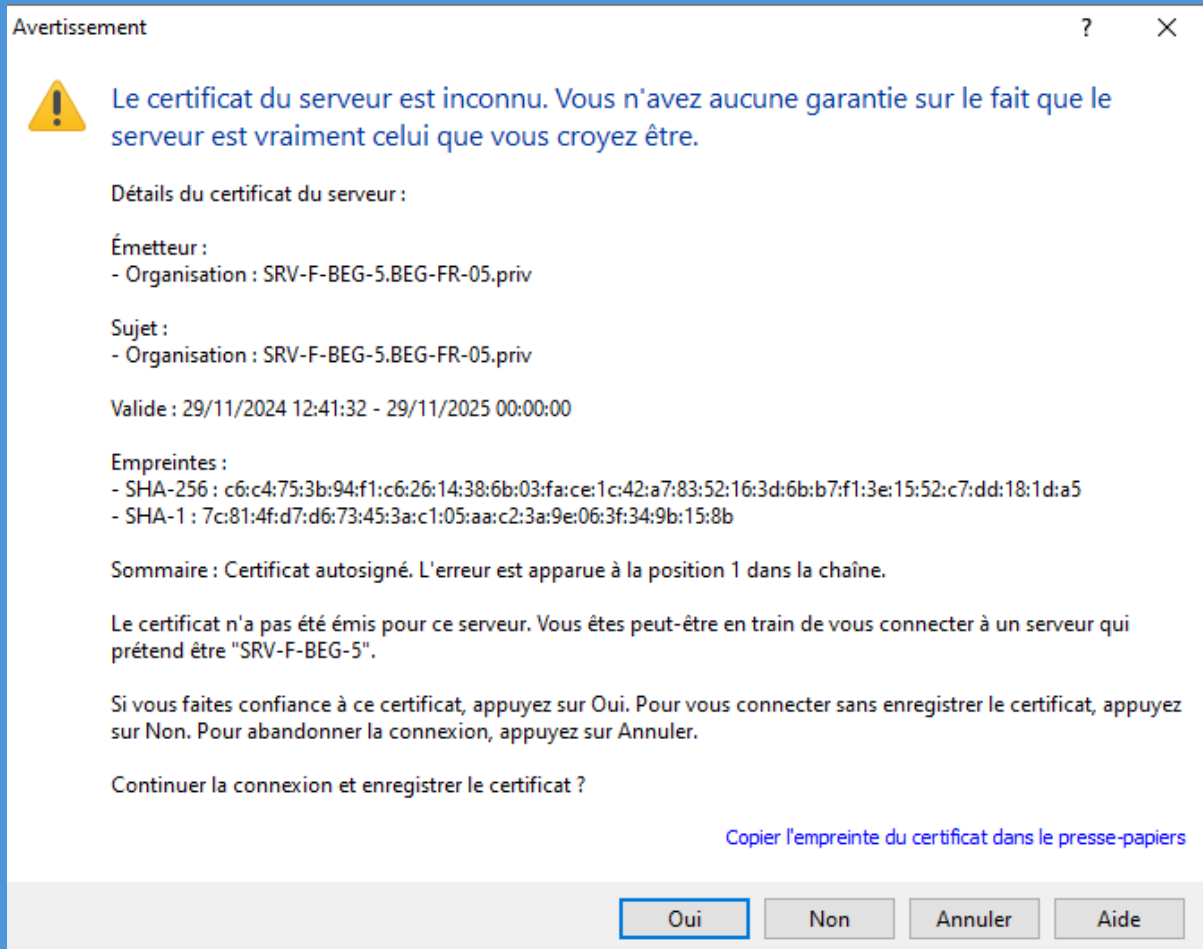 Avertissement
?
Le certificat du serveur est inconnu. Vous n'avez aucune garantie sur le fait que le
serveur est vraiment celui que vous croyez être.
Détails du certificat du serveur :
Émetteur :
- Organisation : SRV-F-BEG-5.BEG-FR-05.priv
Sujet :
- Organisation : SRV-F-BEG-5.BEG-FR-05.priv
Valide : 29/11/2024 12:41:32 - 29/11/2025 00:00:00
Empreintes :
- SHA-256 : c6:c4:75:3b:94:f1:c6:26:14:38:6b:03:fa:ce:1c:42:a7:83:52:16:3d:6b:b7:f1:3e:15:52:c7:dd:18:1d:a5
- SHA-1 : 7c:81:4f:d7:d6:73:45:3a:c1:05:aa:c2:3a:9e:06:3f:34:9b:15:8b
Sommaire : Certificat autosigné. L'erreur est apparue à la position 1 dans la chaîne.
Le certificat n'a pas été émis pour ce serveur. Vous êtes peut-être en train de vous connecter à un serveur qui
prétend être "SRV-F-BEG-5".
Si vous faites confiance à ce certificat, appuyez sur Oui. Pour vous connecter sans enregistrer le certificat, appuyez
sur Non. Pour abandonner la connexion, appuyez sur Annuler.
Continuer la connexion et enregistrer le certificat ?
Copier l'empreinte du certificat dans le presse-papiers
Oui Non Annuler Aide